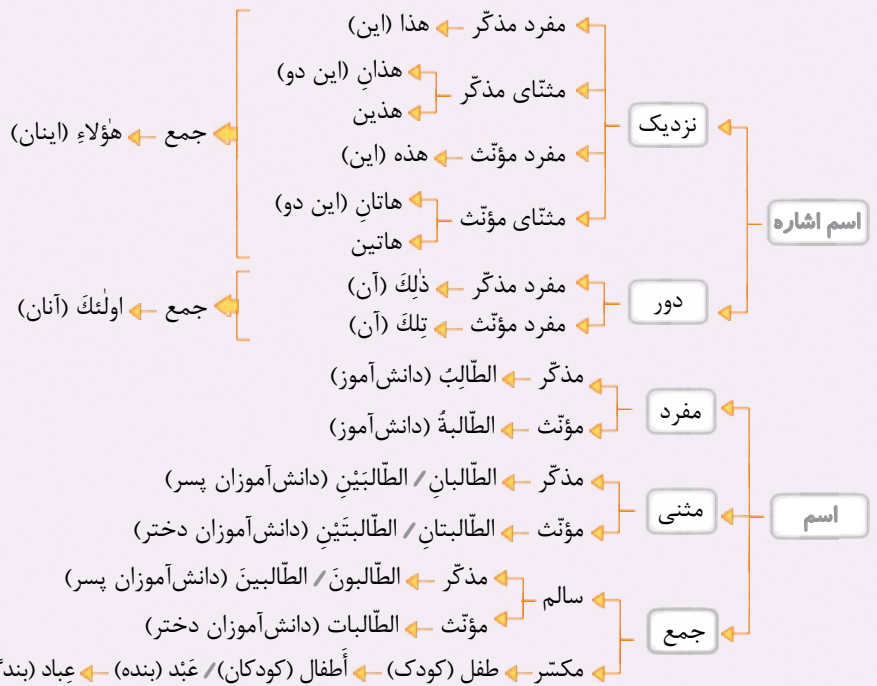 مفرد مذکّر هذا (این)
مثنّای مذکّر هذانِ (این دو)
هذین
نزدیک
جمع هٰؤلاءِ (اینان)
مفرد مؤنّث هذه (این)
مثنّای مؤنّث هاتانِ (این دو)
هاتین
اسم اشاره
مفرد مذکّر ذٰلِكَ (آن)
دور
جمع اولٰئكَ (آنان)
مفرد مؤنّث تِلكَ (آن)
مذکّر الطّالِبُ (دانش‌آموز)
مفرد
مؤنّث الطّالبةُ (دانش‌آموز)
مذکّر الطّالبانِ / الطّالبَیْنِ (دانش‌آموزان پسر)
اسم
مثنی
مؤنّث الطّالبتانِ / الطّالبتَیْنِ (دانش‌آموزان دختر)
سالم مذکّر الطّالبونَ / الطّالبینَ (دانش‌آموزان پسر)
مؤنّث الطّالبات (دانش‌آموزان دختر)
جمع
مکسّر طفل (کودک) أَطفال (کودکان) / عَبْد (بنده) عِباد